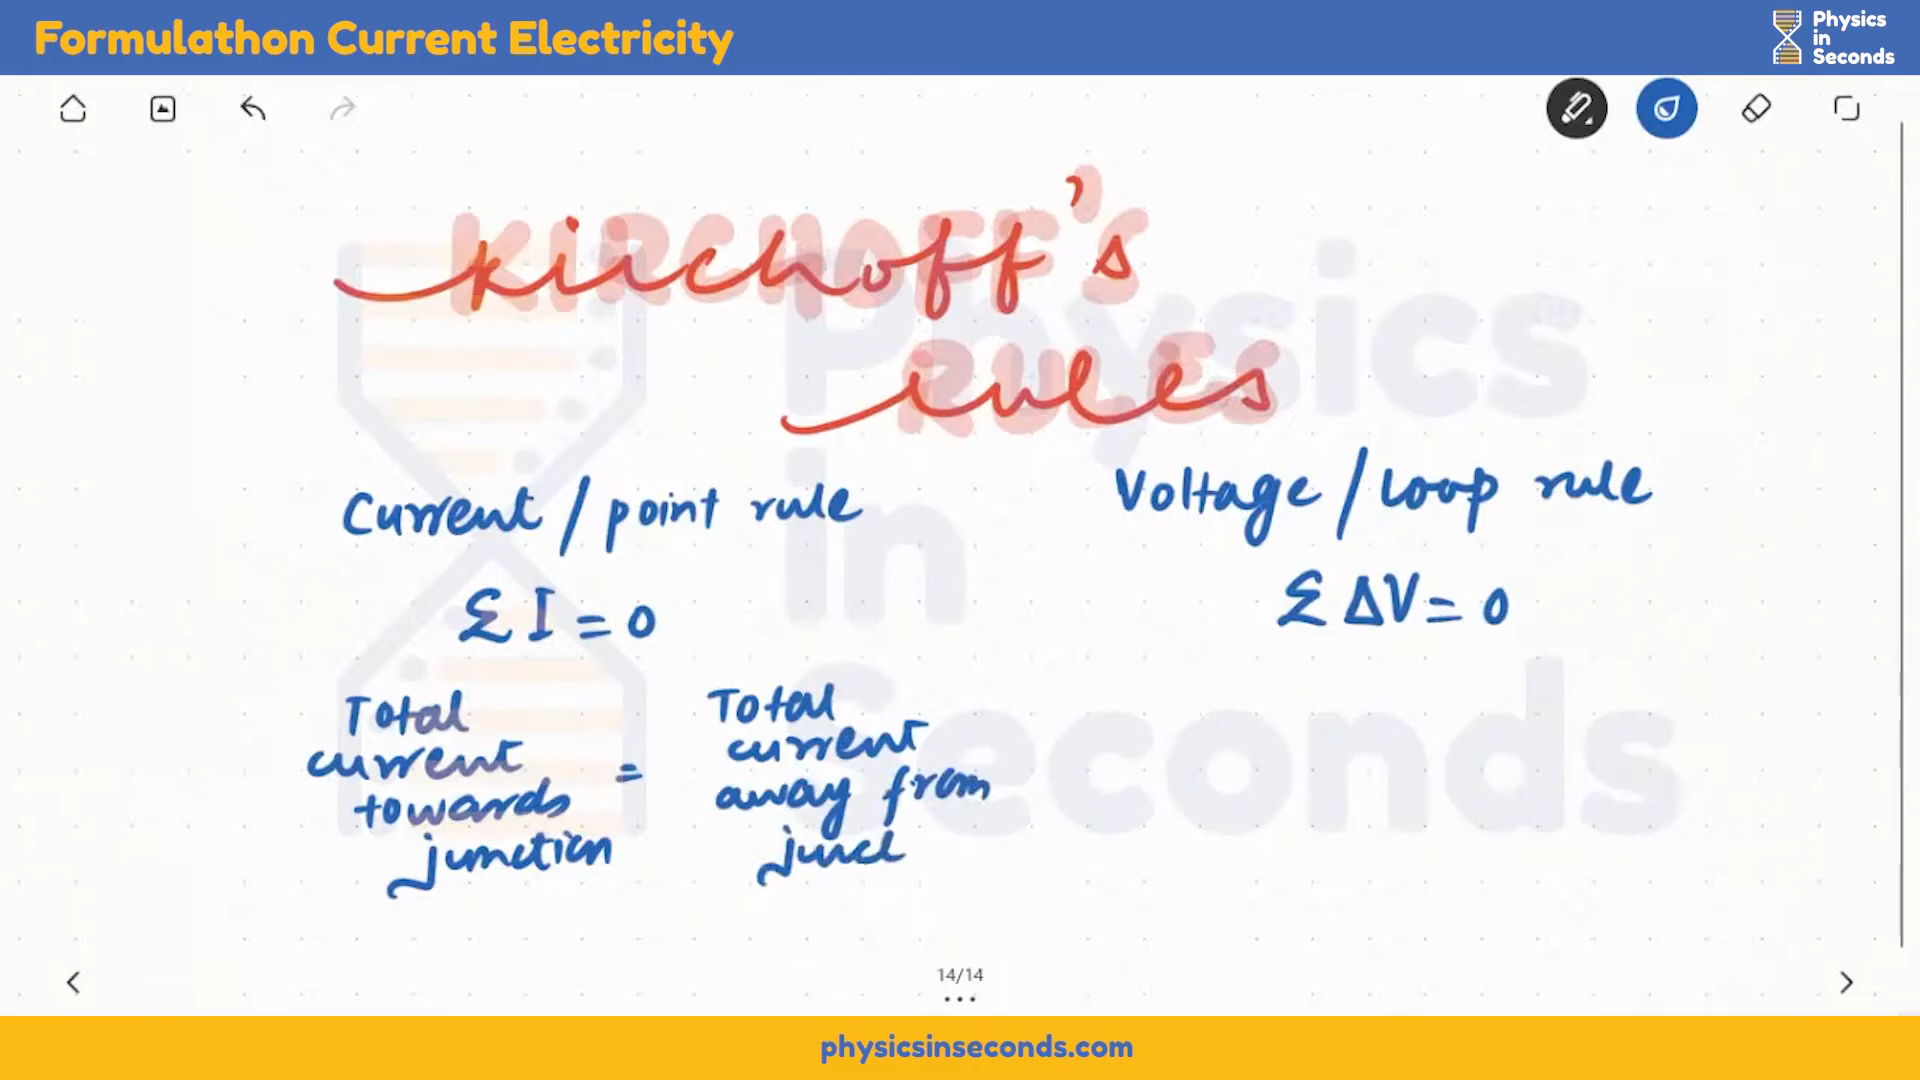 Formulathon Current Electricity
Physics
in
Seconds
Kirchoff's
rules
Current / point rule
Voltage / Loop rule
Σ I = 0
Σ ΔV = 0
Total
current
towards
junction
=
Total
current
away from
junc
14/14
physicsinseconds.com